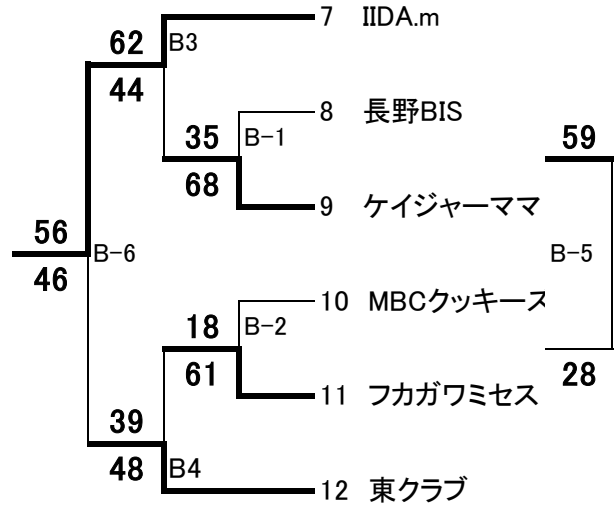 7 IIDA.m
62 B3
44
8 長野BIS
35 B-1 59
68
9 ケイジャーママ
56 B-6 B-5
46
10 MBCクッキーズ
18 B-2
61 28
11 フカガワミセス
39
48 B4
12 東クラブ